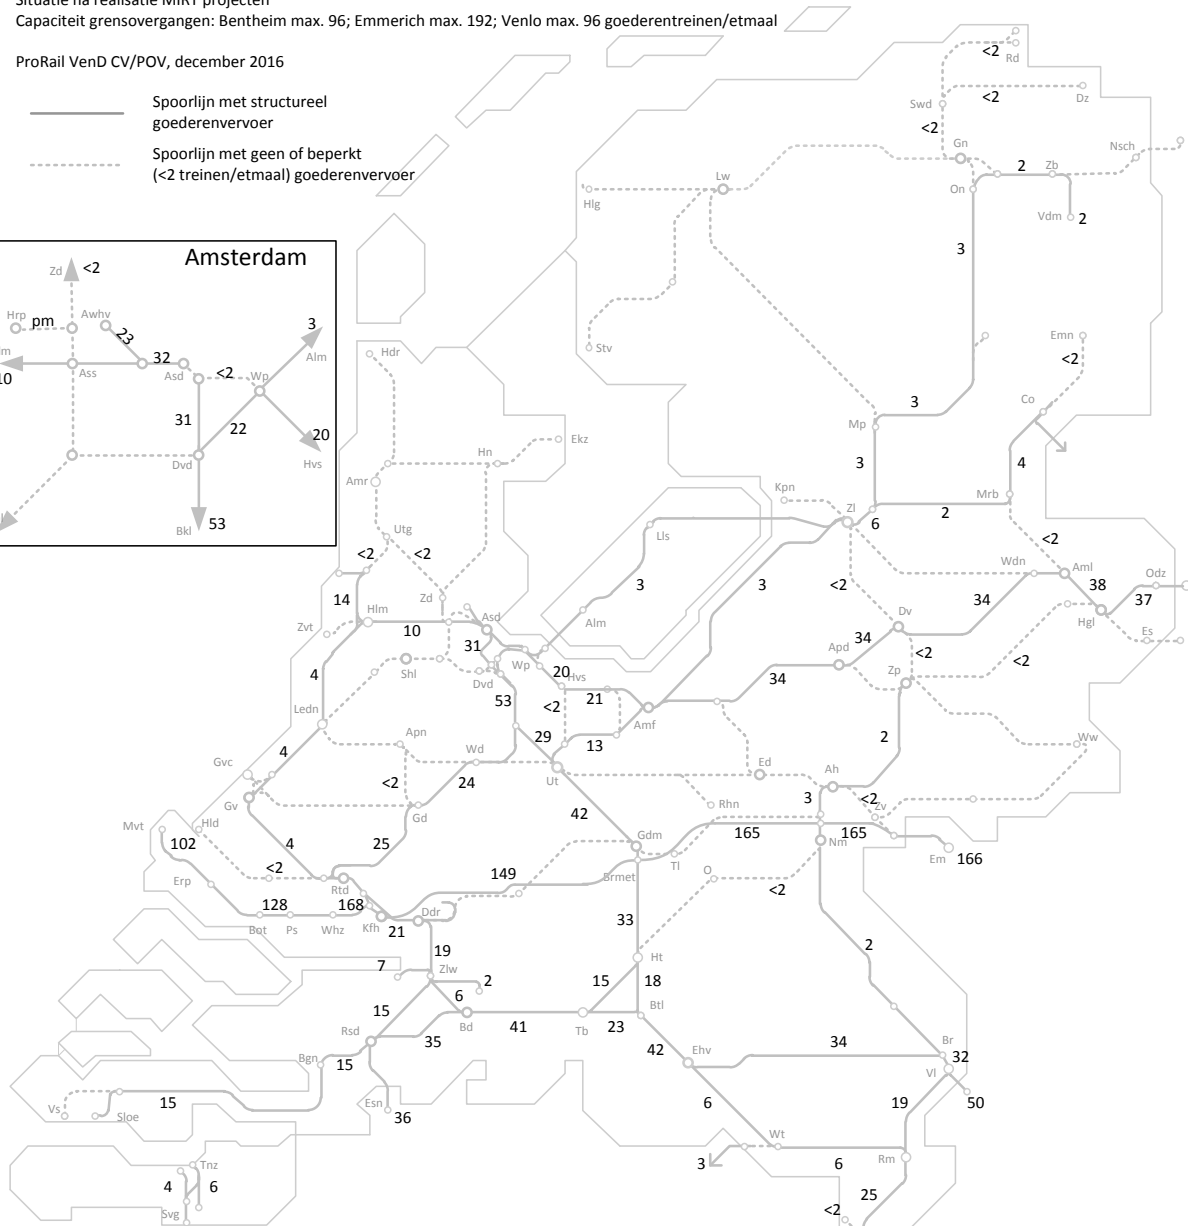 Situatie na realisatie MIRT projecten
Capaciteit grensovergangen: Bentheim max. 96; Emmerich max. 192; Venlo max. 96 goederentreinen/etmaal
ProRail VenD CV/POV, december 2016
Spoorlijn met structureel
goederenvervoer
Spoorlijn met geen of beperkt
(<2 treinen/etmaal) goederenvervoer
Amsterdam
Zd
<2
Hrp
pm
Awhv
23
32
10
Ass
Asd
<2
Wp
3
Alm
31
22
20
Hvs
Dvd
Bkl
53
<2
Rd
<2
Dz
Swd
<2
Gn
Nsch
2
Zb
On
Vdm
2
Lw
Hlg
3
Stv
Emn
<2
Hdr
3
Co
Mp
Ekz
Hn
3
4
Amr
Kpn
Zl
6
Mrb
2
Utg
Lls
<2
<2
<2
Wdn
Aml
38
Odz
37
3
3
<2
34
14
Zd
Hgl
Hlm
10
Asd
Alm
Dv
Es
Zvt
31
34
Apd
Shl
Wp
20
<2
<2
4
Dvd
Hvs
21
34
Zp
53
<2
Ledn
Amf
Apn
29
13
2
Ww
4
Wd
Gvc
Ut
Ed
Ah
<2
24
3
<2
Gv
Gd
Rhn
Zv
Mvt
Hld
42
102
165
165
4
25
Gdm
Nm
Em
166
Tl
149
Brmet
<2
O
<2
Erp
Rtd
128
168
Ddr
Bot
Ps
Whz
Kfh
21
33
19
2
Ht
7
Zlw
15
18
6
2
15
Btl
Bd
41
Tb
23
Rsd
35
42
34
Br
32
Bgn
15
Ehv
Vl
15
19
50
Vs
Sloe
Esn
36
6
Wt
3
6
Rm
Tnz
4
6
25
Svg
<2